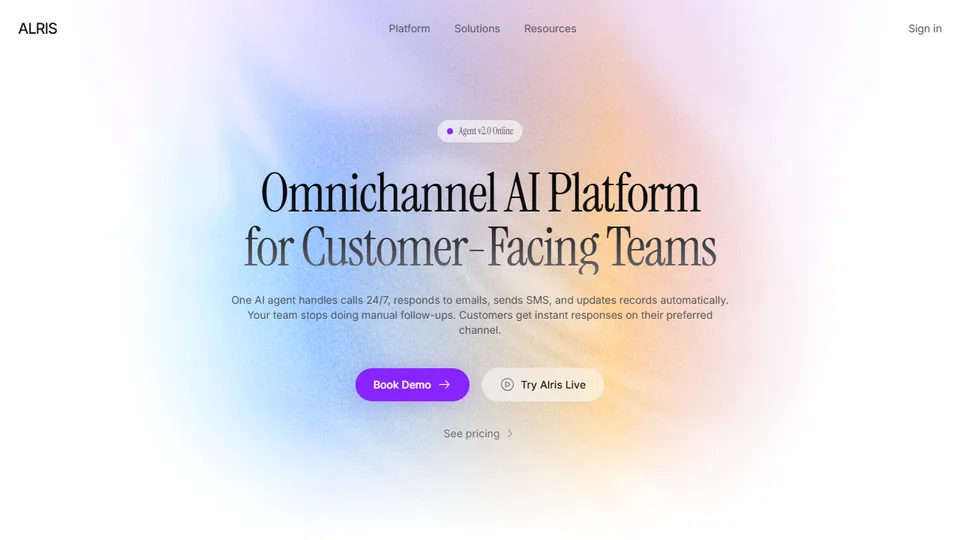 ALRIS
Platform
Solutions
Resources
Sign in
Agent v2.0 Online
Omnichannel AI Platform
for Customer-Facing Teams
One AI agent handles calls 24/7, responds to emails, sends SMS, and updates records automatically.
Your team stops doing manual follow-ups. Customers get instant responses on their preferred
channel.
Book Demo
Try Alris Live
See pricing